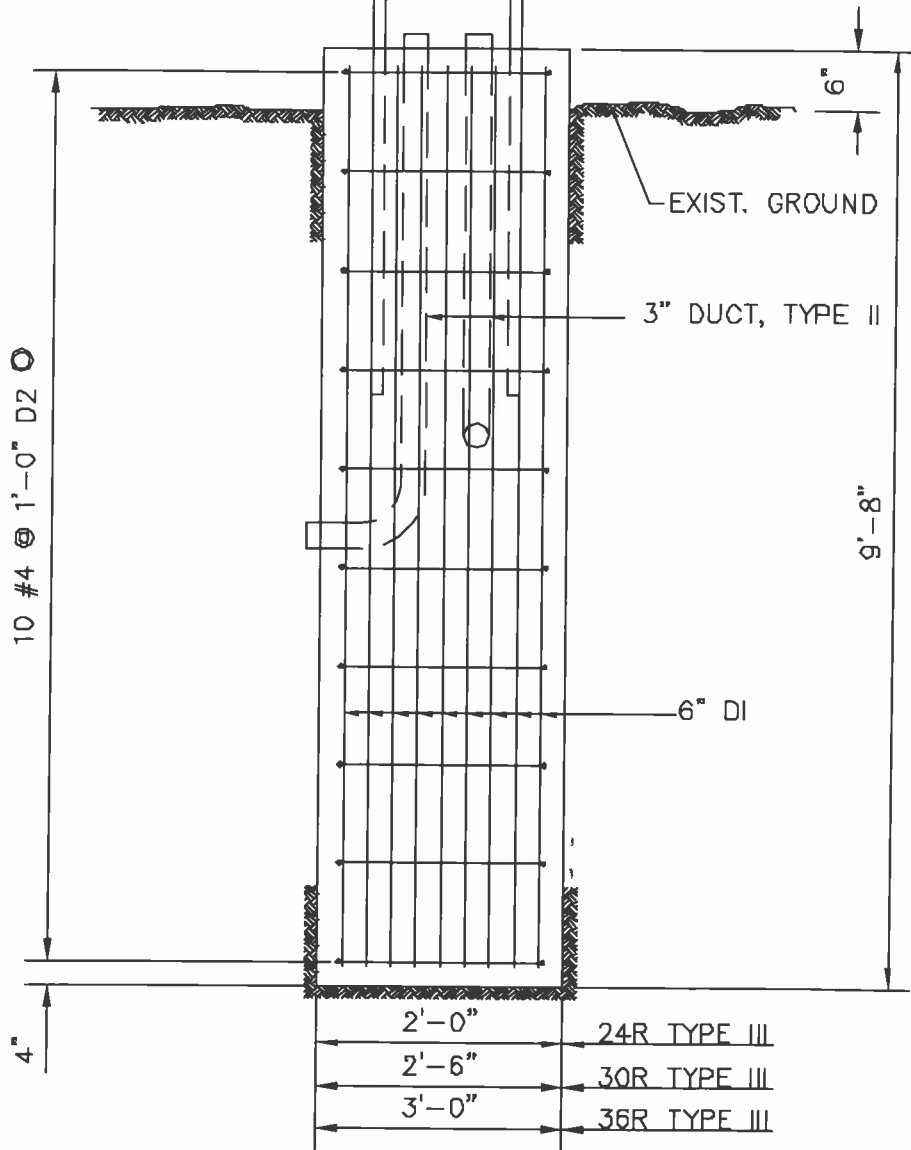 6"
EXIST. GROUND
3" DUCT, TYPE II
10 #4 @ 1'-0" D2
9'-8"
6" DI
4"
2'-0"
24R TYPE III
2'-6"
30R TYPE III
3'-0"
36R TYPE III